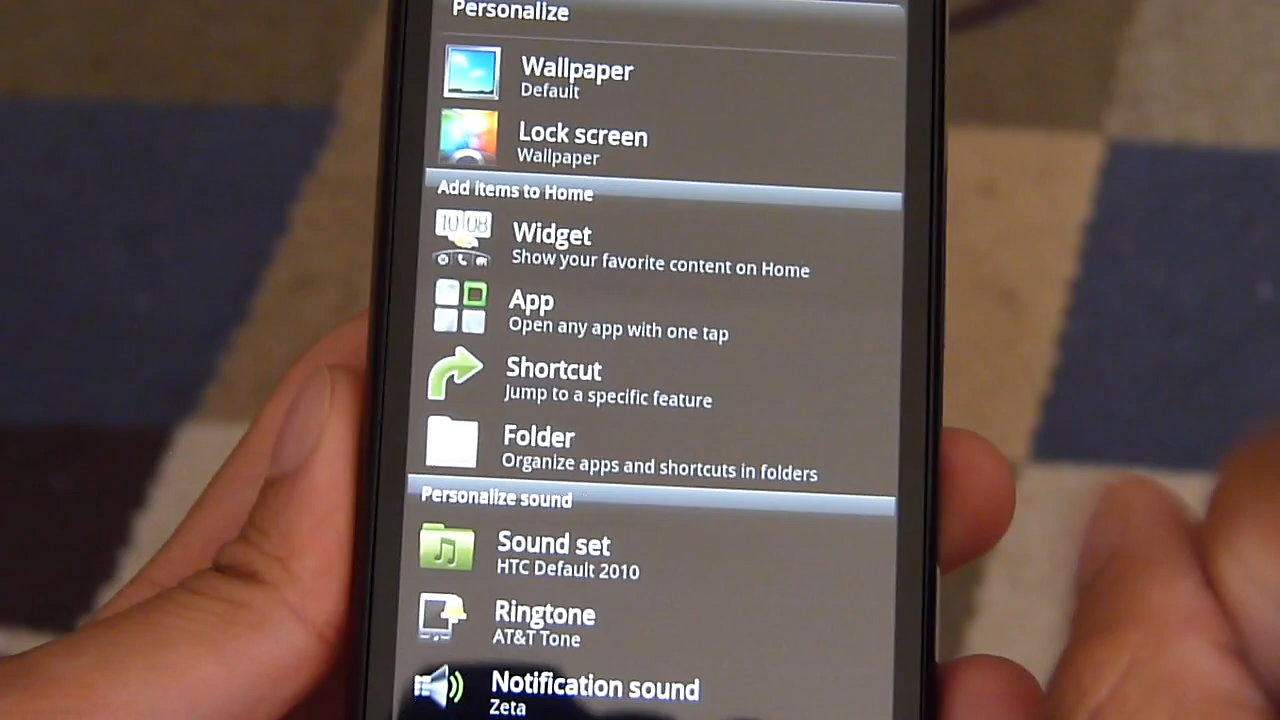 Personalize
Wallpaper
Default
Lock screen
Wallpaper
Add items to Home
10 08
Widget
Show your favorite content on Home
App
Open any app with one tap
Shortcut
Jump to a specific feature
Folder
Organize apps and shortcuts in folders
Personalize sound
Sound set
HTC Default 2010
Ringtone
AT&T Tone
Notification sound
Zeta